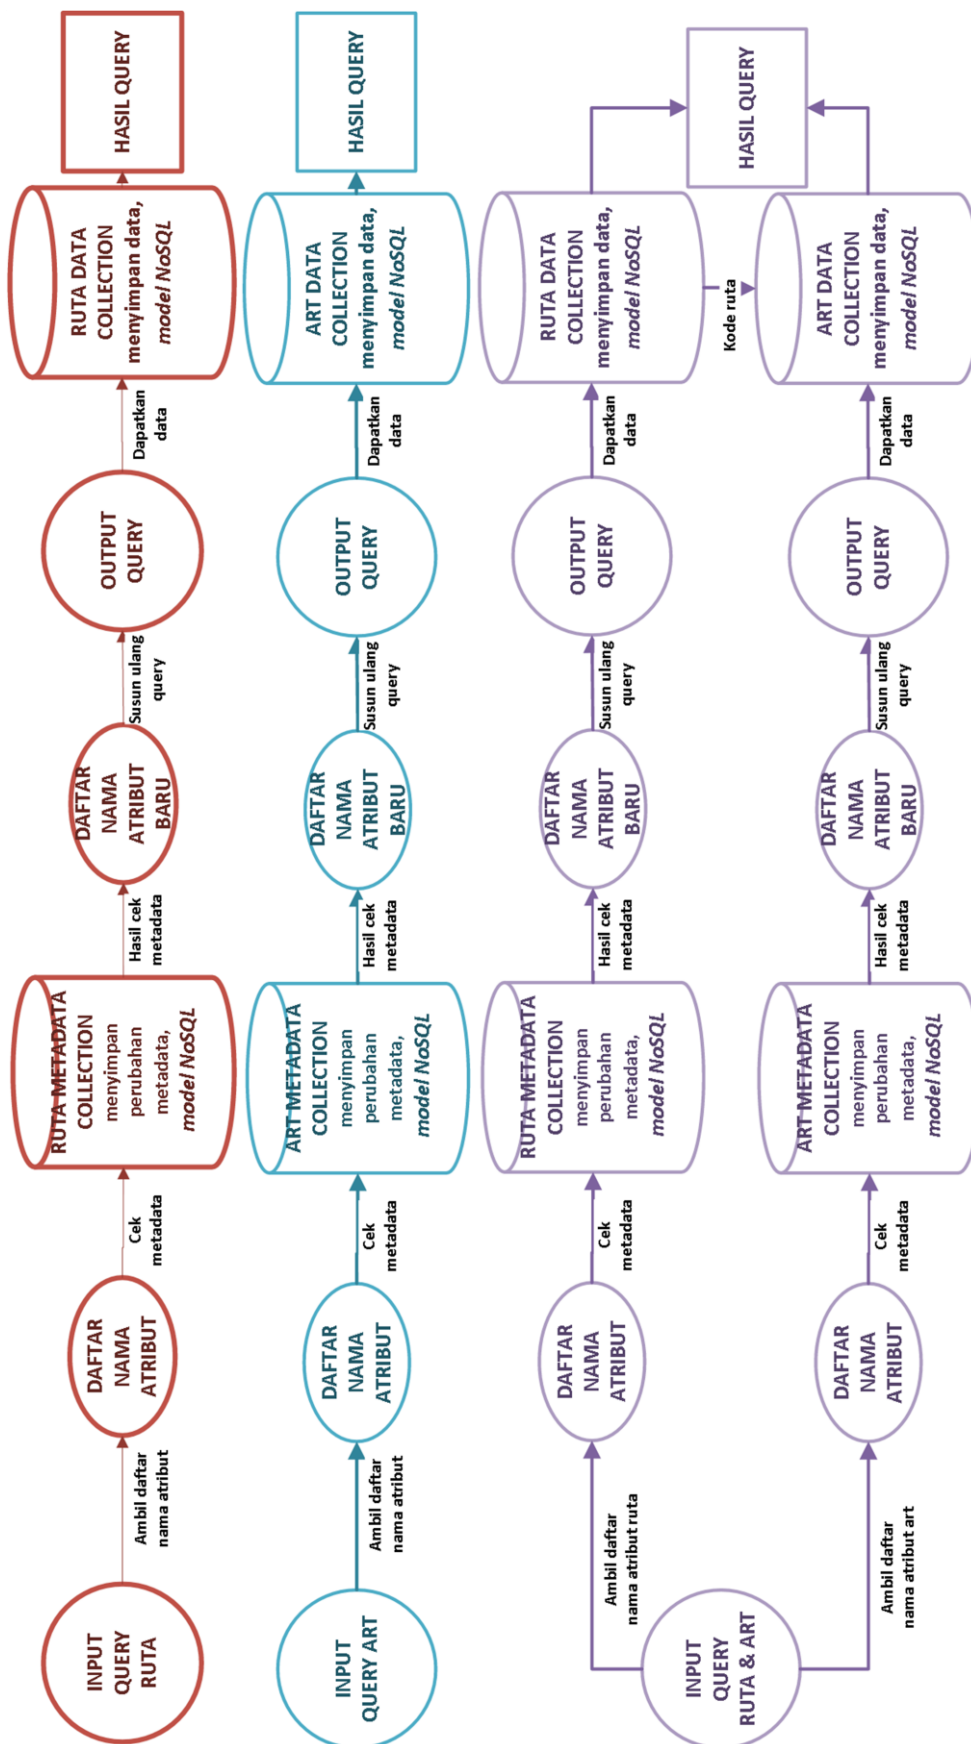 INPUT
QUERY
RUTA
Ambil daftar
nama atribut
DAFTAR
NAMA
ATRIBUT
Cek
metadata
RUTA METADATA
COLLECTION
menyimpan
perubahan
metadata,
model NoSQL
Hasil cek
metadata
DAFTAR
NAMA
ATRIBUT
BARU
Susun ulang
query
OUTPUT
QUERY
Dapatkan
data
RUTA DATA
COLLECTION
menyimpan data,
model NoSQL
HASIL QUERY
INPUT
QUERY ART
Ambil daftar
nama atribut
DAFTAR
NAMA
ATRIBUT
Cek
metadata
ART METADATA
COLLECTION
menyimpan
perubahan
metadata,
model NoSQL
Hasil cek
metadata
DAFTAR
NAMA
ATRIBUT
BARU
Susun ulang
query
OUTPUT
QUERY
Dapatkan
data
ART DATA
COLLECTION
menyimpan data,
model NoSQL
HASIL QUERY
INPUT
QUERY
RUTA & ART
Ambil daftar
nama atribut ruta
DAFTAR
NAMA
ATRIBUT
Cek
metadata
RUTA METADATA
COLLECTION
menyimpan
perubahan
metadata,
model NoSQL
Hasil cek
metadata
DAFTAR
NAMA
ATRIBUT
BARU
Susun ulang
query
OUTPUT
QUERY
Dapatkan
data
RUTA DATA
COLLECTION
menyimpan data,
model NoSQL
Kode ruta
HASIL QUERY
Ambil daftar
nama atribut art
DAFTAR
NAMA
ATRIBUT
Cek
metadata
ART METADATA
COLLECTION
menyimpan
perubahan
metadata,
model NoSQL
Hasil cek
metadata
DAFTAR
NAMA
ATRIBUT
BARU
Susun ulang
query
OUTPUT
QUERY
Dapatkan
data
ART DATA
COLLECTION
menyimpan data,
model NoSQL